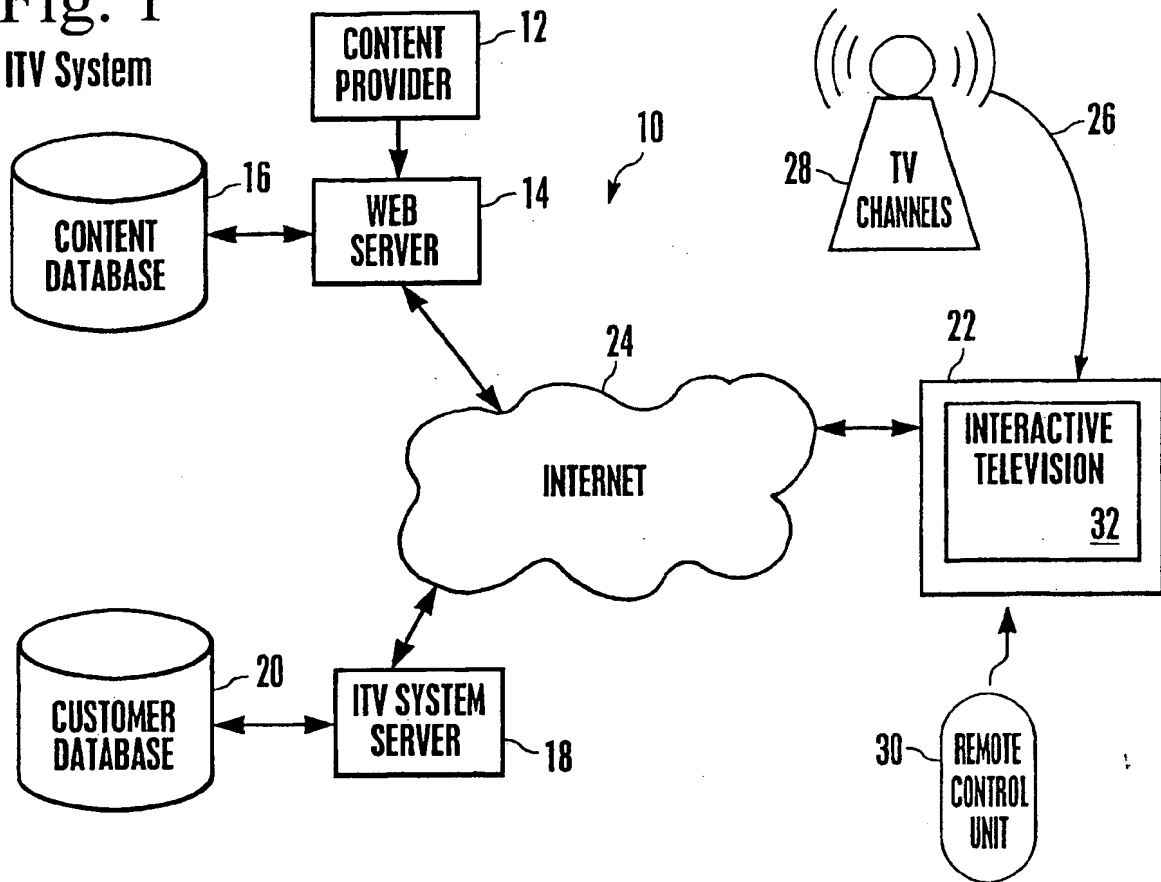 Fig. 1
ITV System
CONTENT
PROVIDER
12
10
16
CONTENT
DATABASE
WEB
SERVER
14
28
TV
CHANNELS
26
24
INTERNET
22
INTERACTIVE
TELEVISION
32
20
CUSTOMER
DATABASE
ITV SYSTEM
SERVER
18
30
REMOTE
CONTROL
UNIT